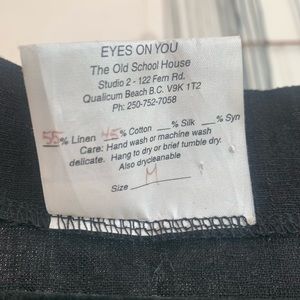 EYES ON YOU
The Old School House
Studio 2 - 122 Fern Rd.
Qualicum Beach B.C. V9K 1T2
Ph: 250-752-7058
55% Linen 45% Cotton __% Silk __% Syn
Care: Hand wash or machine wash
delicate. Hang to dry or brief tumble dry.
Also drycleanable
Size M